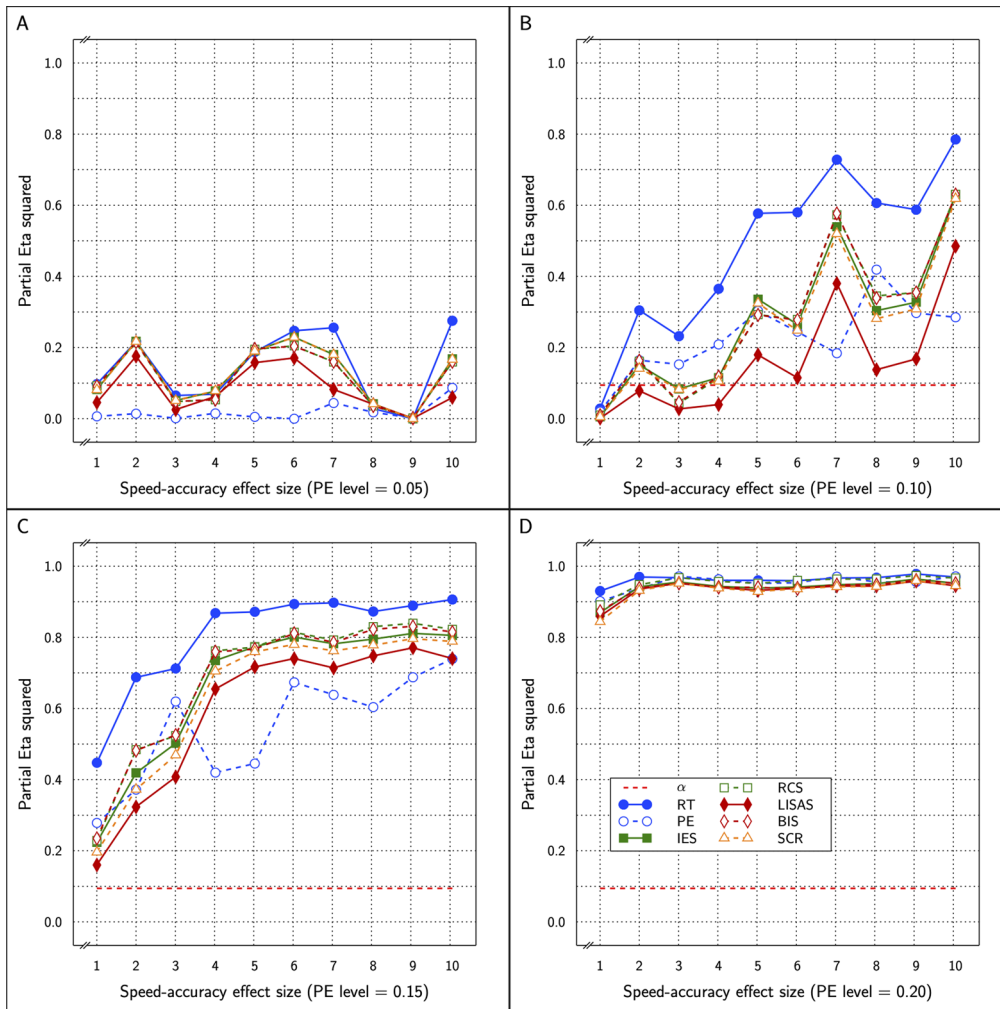 A
Partial Eta squared
1.0
0.8
0.6
0.4
0.2
0.0
1 2 3 4 5 6 7 8 9 10
Speed-accuracy effect size (PE level = 0.05)
B
Partial Eta squared
1.0
0.8
0.6
0.4
0.2
0.0
1 2 3 4 5 6 7 8 9 10
Speed-accuracy effect size (PE level = 0.10)
C
Partial Eta squared
1.0
0.8
0.6
0.4
0.2
0.0
1 2 3 4 5 6 7 8 9 10
Speed-accuracy effect size (PE level = 0.15)
D
Partial Eta squared
1.0
0.8
0.6
0.4
0.2
0.0
α RCS
RT LISAS
PE BIS
IES SCR
1 2 3 4 5 6 7 8 9 10
Speed-accuracy effect size (PE level = 0.20)